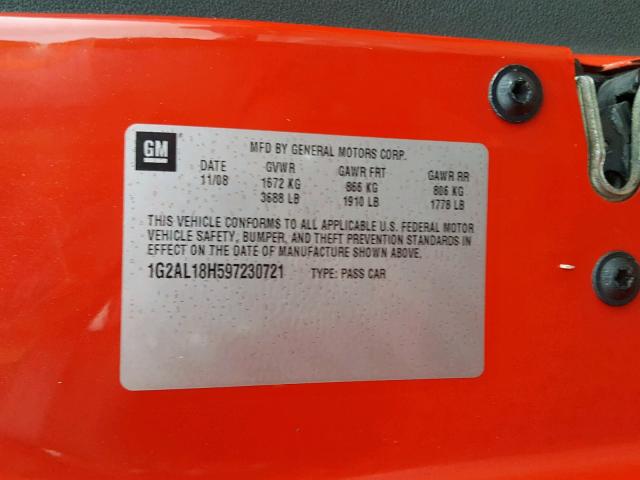 GM
MFD BY GENERAL MOTORS CORP.
DATE GVWR GAWR FRT GAWR RR
11/08 1672 KG 866 KG 806 KG
3688 LB 1910 LB 1778 LB
THIS VEHICLE CONFORMS TO ALL APPLICABLE U.S. FEDERAL MOTOR
VEHICLE SAFETY, BUMPER, AND THEFT PREVENTION STANDARDS IN
EFFECT ON THE DATE OF MANUFACTURE SHOWN ABOVE.
1G2AL18H597230721 TYPE: PASS CAR